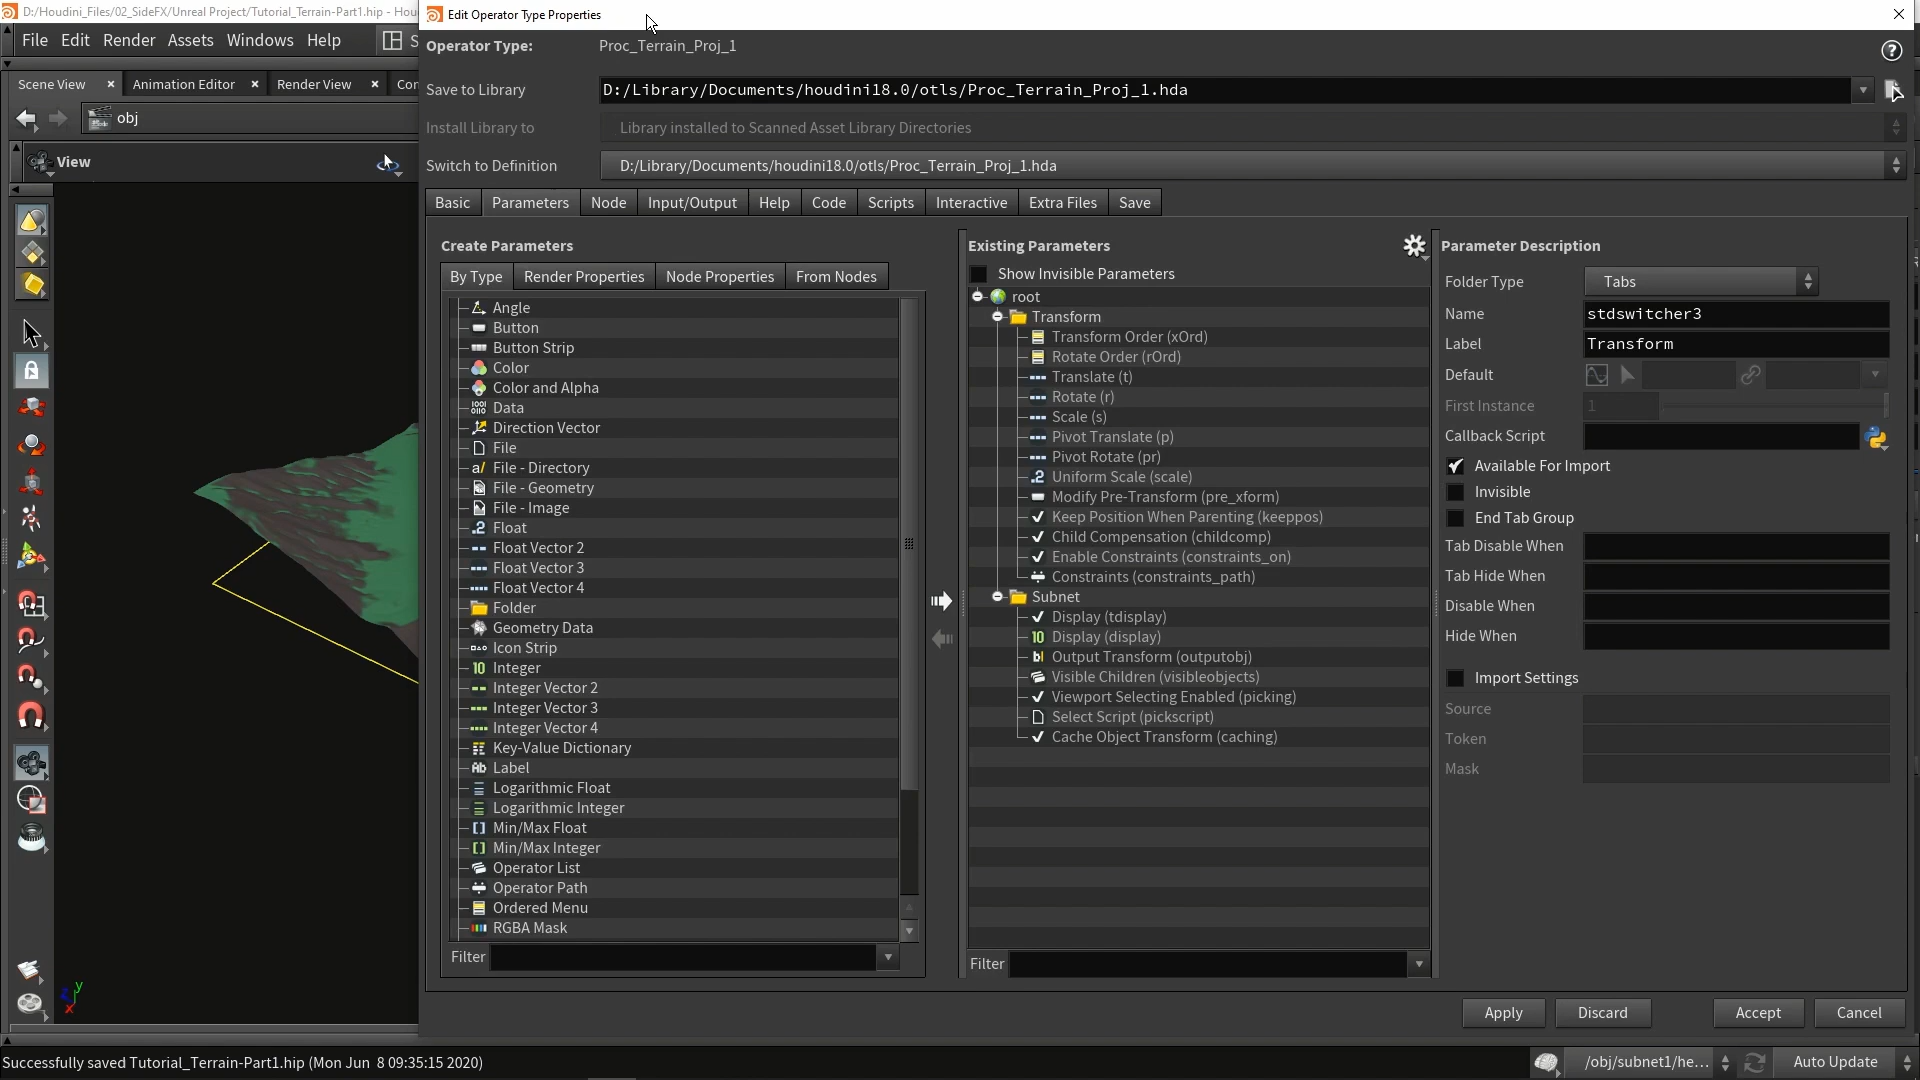 D:/Houdini_Files/02_SideFX/Unreal Project/Tutorial_Terrain-Part1.hip - Hou
File Edit Render Assets Windows Help
Scene View
Animation Editor
Render View
obj
View
Edit Operator Type Properties
Operator Type: Proc_Terrain_Proj_1
Save to Library D:/Library/Documents/houdini18.0/otls/Proc_Terrain_Proj_1.hda
Install Library to Library installed to Scanned Asset Library Directories
Switch to Definition D:/Library/Documents/houdini18.0/otls/Proc_Terrain_Proj_1.hda
Basic Parameters Node Input/Output Help Code Scripts Interactive Extra Files Save
Create Parameters
By Type Render Properties Node Properties From Nodes
Angle
Button
Button Strip
Color
Color and Alpha
Data
Direction Vector
File
File - Directory
File - Geometry
File - Image
Float
Float Vector 2
Float Vector 3
Float Vector 4
Folder
Geometry Data
Icon Strip
Integer
Integer Vector 2
Integer Vector 3
Integer Vector 4
Key-Value Dictionary
Label
Logarithmic Float
Logarithmic Integer
Min/Max Float
Min/Max Integer
Operator List
Operator Path
Ordered Menu
RGBA Mask
Filter
Existing Parameters
Show Invisible Parameters
root
Transform
Transform Order (xOrd)
Rotate Order (rOrd)
Translate (t)
Rotate (r)
Scale (s)
Pivot Translate (p)
Pivot Rotate (pr)
Uniform Scale (scale)
Modify Pre-Transform (pre_xform)
Keep Position When Parenting (keeppos)
Child Compensation (childcomp)
Enable Constraints (constraints_on)
Constraints (constraints_path)
Subnet
Display (tdisplay)
Display (display)
Output Transform (outputobj)
Visible Children (visibleobjects)
Viewport Selecting Enabled (picking)
Select Script (pickscript)
Cache Object Transform (caching)
Filter
Parameter Description
Folder Type Tabs
Name stdswitcher3
Label Transform
Default
First Instance 1
Callback Script
Available For Import
Invisible
End Tab Group
Tab Disable When
Tab Hide When
Disable When
Hide When
Import Settings
Source
Token
Mask
Apply Discard Accept Cancel
Successfully saved Tutorial_Terrain-Part1.hip (Mon Jun 8 09:35:15 2020)
/obj/subnet1/he...
Auto Update